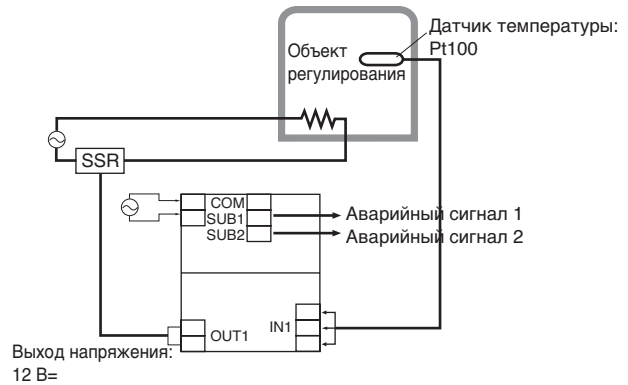 Датчик температуры:
Pt100
Объект
регулирования
SSR
COM
SUB1
SUB2
Аварийный сигнал 1
Аварийный сигнал 2
OUT1
IN1
Выход напряжения:
12 В=